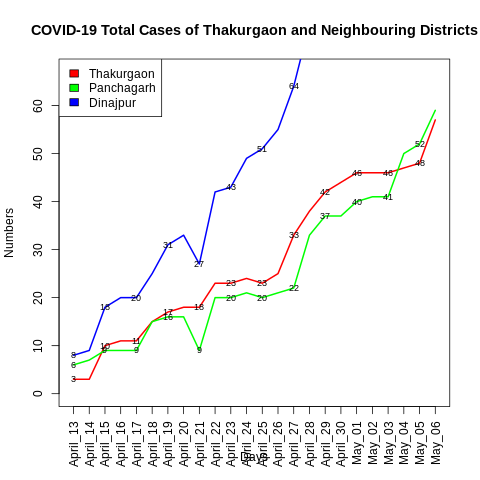 COVID-19 Total Cases of Thakurgaon and Neighbouring Districts
Thakurgaon
Panchagarh
Dinajpur
Numbers
60
50
40
30
20
10
0
64
51
43
31
27
20
18
8
52
48
46
46
42
41
40
37
33
23
23
22
20
20
18
17
16
11
10
9
9
9
6
3
April_13
April_14
April_15
April_16
April_17
April_18
April_19
April_20
April_21
April_22
April_23
April_24
April_25
April_26
April_27
April_28
April_29
April_30
May_01
May_02
May_03
May_04
May_05
May_06
Days